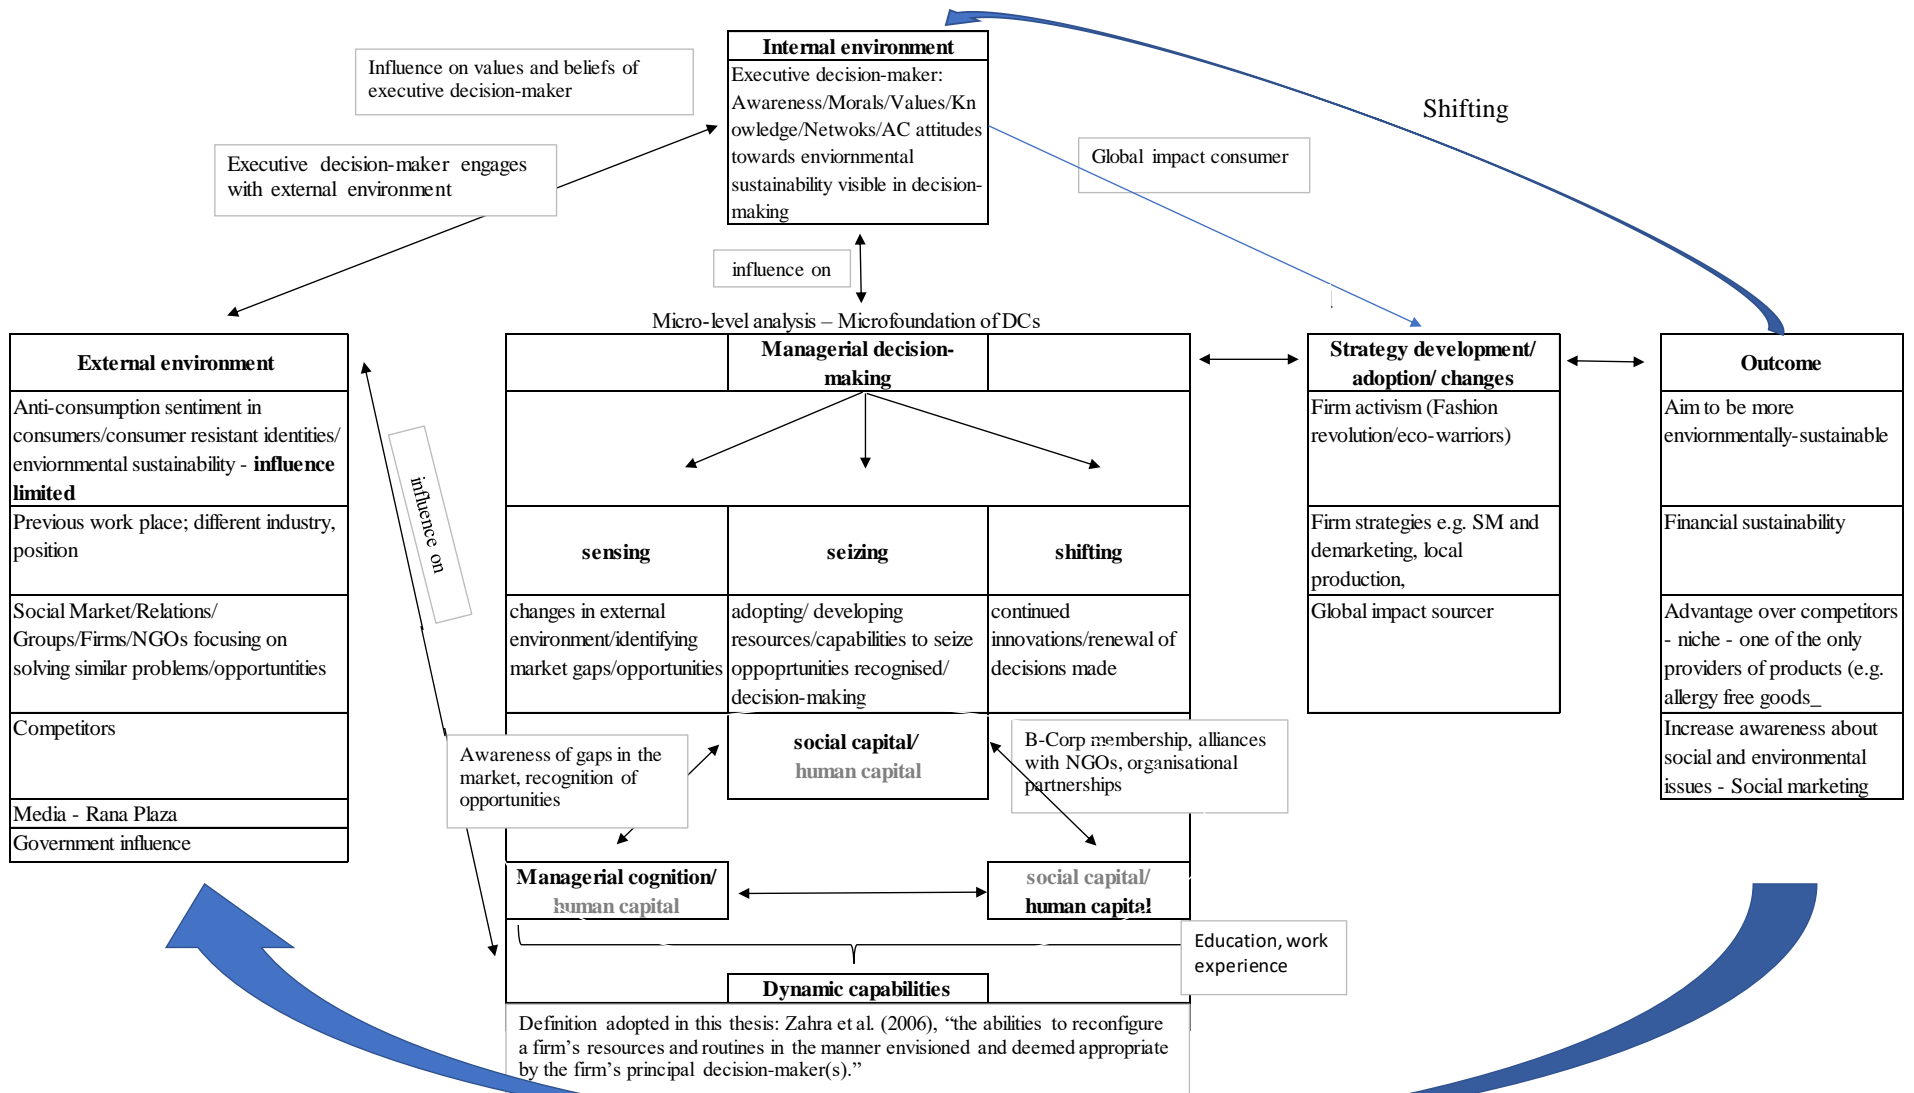 Internal environment
Executive decision-maker:
Awareness/Morals/Values/Kn
owledge/Netwoks/AC attitudes
towards enviornmental
sustainability visible in decision-
making
Influence on values and beliefs of
executive decision-maker
Executive decision-maker engages
with external environment
Shifting
Global impact consumer
influence on
Micro-level analysis – Microfoundation of DCs
External environment
Anti-consumption sentiment in
consumers/consumer resistant identities/
enviornmental sustainability - influence
limited
Previous work place; different industry,
position
Social Market/Relations/
Groups/Firms/NGOs focusing on
solving similar problems/opportuntities
Competitors
Media - Rana Plaza
Government influence
influence on
Managerial decision-
making
sensing
seizing
shifting
changes in external
environment/identifying
market gaps/opportunities
adopting/ developing
resources/capabilities to seize
oppoprtunities recognised/
decision-making
continued
innovations/renewal of
decisions made
social capital/
human capital
Awareness of gaps in the
market, recognition of
opportunities
B-Corp membership, alliances
with NGOs, organisational
partnerships
Managerial cognition/
human capital
social capital/
human capital
Education, work
experience
Dynamic capabilities
Definition adopted in this thesis: Zahra et al. (2006), “the abilities to reconfigure
a firm’s resources and routines in the manner envisioned and deemed appropriate
by the firm’s principal decision-maker(s).”
Strategy development/
adoption/ changes
Firm activism (Fashion
revolution/eco-warriors)
Firm strategies e.g. SM and
demarketing, local
production,
Global impact sourcer
Outcome
Aim to be more
enviornmentally-sustainable
Financial sustainability
Advantage over competitors
- niche - one of the only
providers of products (e.g.
allergy free goods_
Increase awareness about
social and environmental
issues - Social marketing